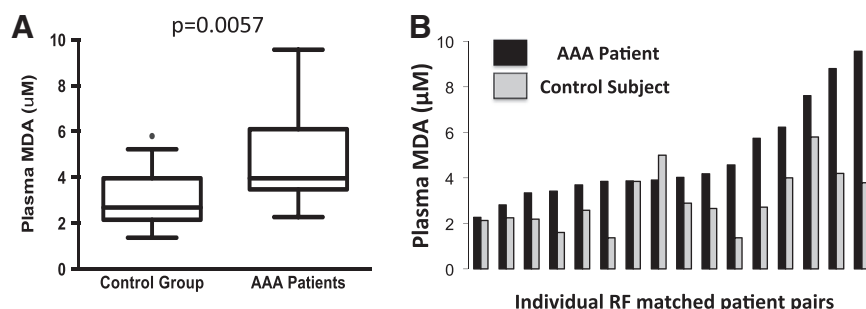 A
p=0.0057
Plasma MDA (uM)
10
8
6
4
2
0
Control Group
AAA Patients
B
Plasma MDA (μM)
10
8
6
4
2
0
AAA Patient
Control Subject
Individual RF matched patient pairs